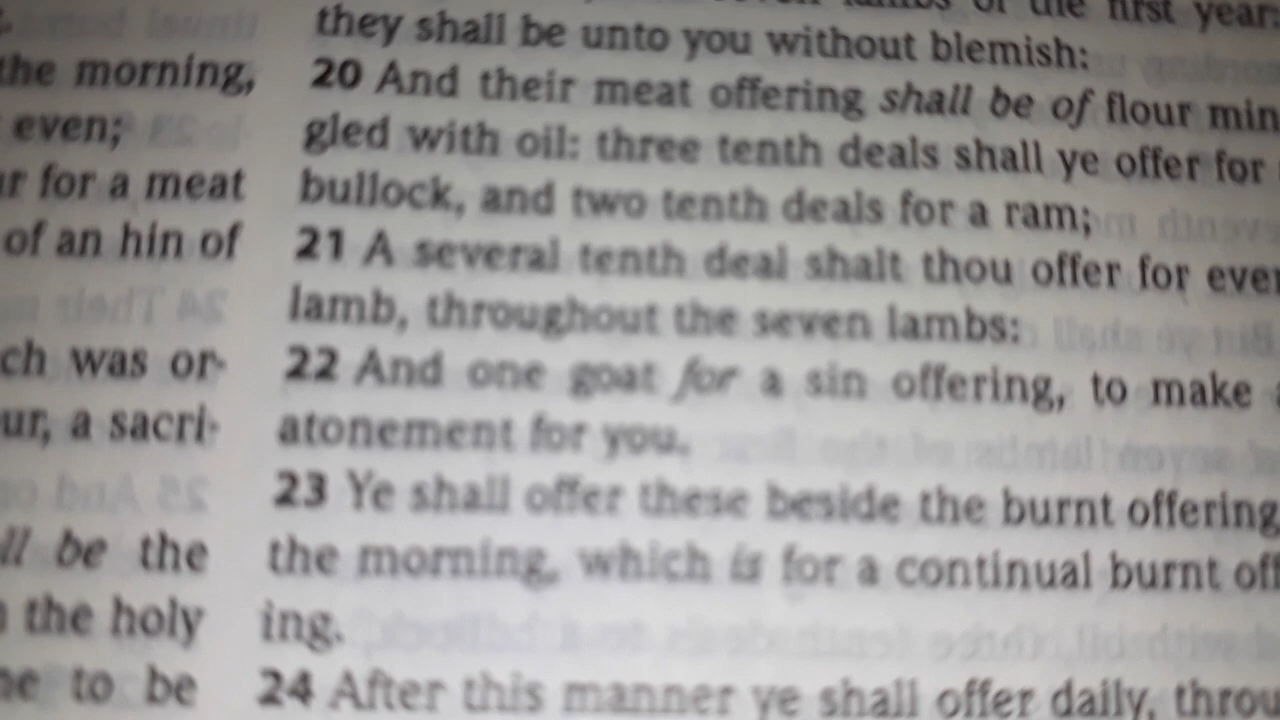 the morning,
even;
for a meat
of an hin of
ch was or-
ur, a sacri-
ll be the
the holy
to be
lambs of the first year:
they shall be unto you without blemish:
20 And their meat offering shall be of flour min
gled with oil: three tenth deals shall ye offer for
bullock, and two tenth deals for a ram;
21 A several tenth deal shalt thou offer for ever
lamb, throughout the seven lambs:
22 And one goat for a sin offering, to make
atonement for you.
23 Ye shall offer these beside the burnt offering
the morning, which is for a continual burnt off
ing.
24 After this manner ye shall offer daily, throu